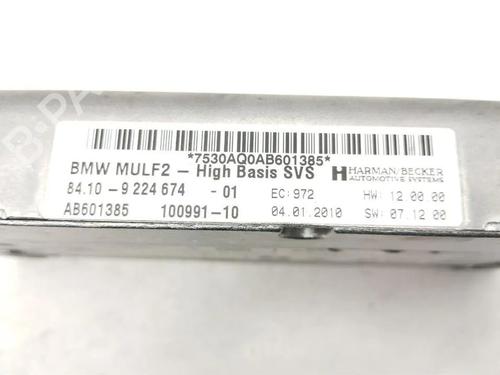 *7530AQ0AB601385*
BMW MULF2 - High Basis SVS HARMAN/BECKER
AUTOMOTIVE SYSTEMS
84.10- 9 224 674 - 01 EC: 972 HW: 12.00.00
AB601385 100991-10 04.01.2010 SW: 07.12.00
B-PA